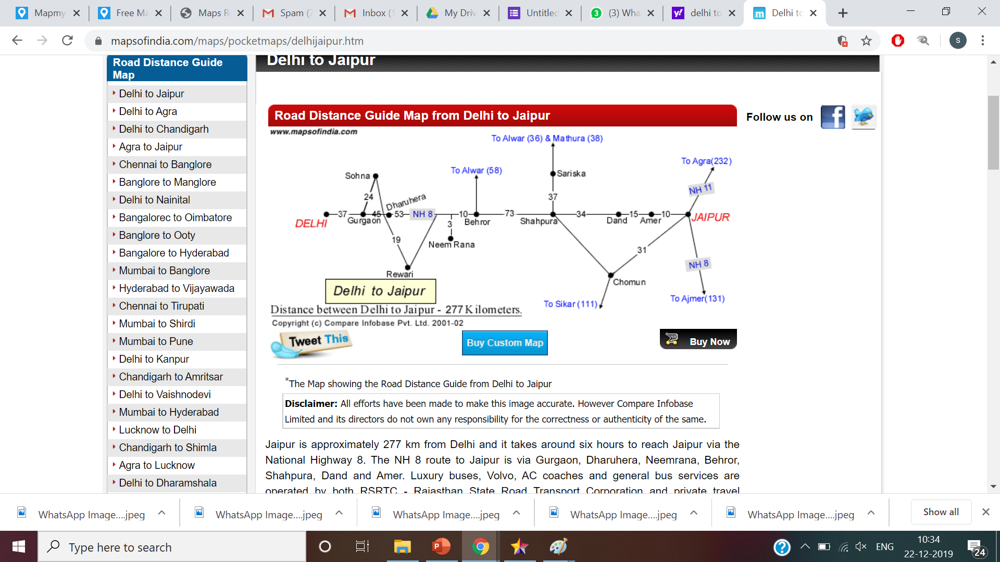 Mapmy
Free Ma
Maps R
Spam (7
Inbox (1
My Driv
Untitled
(3) Wha
delhi to
Delhi to
mapsofindia.com/maps/pocketmaps/delhijaipur.htm
S
Road Distance Guide
Map
Delhi to Jaipur
Delhi to Agra
Delhi to Chandigarh
Agra to Jaipur
Chennai to Banglore
Banglore to Manglore
Delhi to Nainital
Bangalorec to Oimbatore
Banglore to Ooty
Bangalore to Hyderabad
Mumbai to Banglore
Hyderabad to Vijayawada
Chennai to Tirupati
Mumbai to Shirdi
Mumbai to Pune
Delhi to Kanpur
Chandigarh to Amritsar
Delhi to Vaishnodevi
Mumbai to Hyderabad
Lucknow to Delhi
Chandigarh to Shimla
Agra to Lucknow
Delhi to Dharamshala
Delhi to Jaipur
Road Distance Guide Map from Delhi to Jaipur
Follow us on
www.mapsofindia.com
To Alwar (36) & Mathura (38)
To Agra(232)
To Alwar (58)
Sohna
Sariska
NH 11
24
Dharuhera
37
DELHI
37
Gurgaon
45
53
NH 8
10
Behror
73
Shahpura
34
Dand
15
Amer
10
JAIPUR
3
Neem Rana
19
31
NH 8
Rewari
Chomun
To Ajmer(131)
To Sikar (111)
Delhi to Jaipur
Distance between Delhi to Jaipur - 277 Kilometers.
Copyright (c) Compare Infobase Pvt. Ltd. 2001-02
Tweet This
Buy Custom Map
Buy Now
*The Map showing the Road Distance Guide from Delhi to Jaipur
Disclaimer: All efforts have been made to make this image accurate. However Compare Infobase
Limited and its directors do not own any responsibility for the correctness or authenticity of the same.
Jaipur is approximately 277 km from Delhi and it takes around six hours to reach Jaipur via the
National Highway 8. The NH 8 route to Jaipur is via Gurgaon, Dharuhera, Neemrana, Behror,
Shahpura, Dand and Amer. Luxury buses, Volvo, AC coaches and general bus services are
operated by both RSRTC - Rajasthan State Road Transport Corporation and private travel
WhatsApp Image....jpeg
WhatsApp Image....jpeg
WhatsApp Image....jpeg
WhatsApp Image....jpeg
WhatsApp Image....jpeg
Show all
Type here to search
ENG
10:34
22-12-2019
24